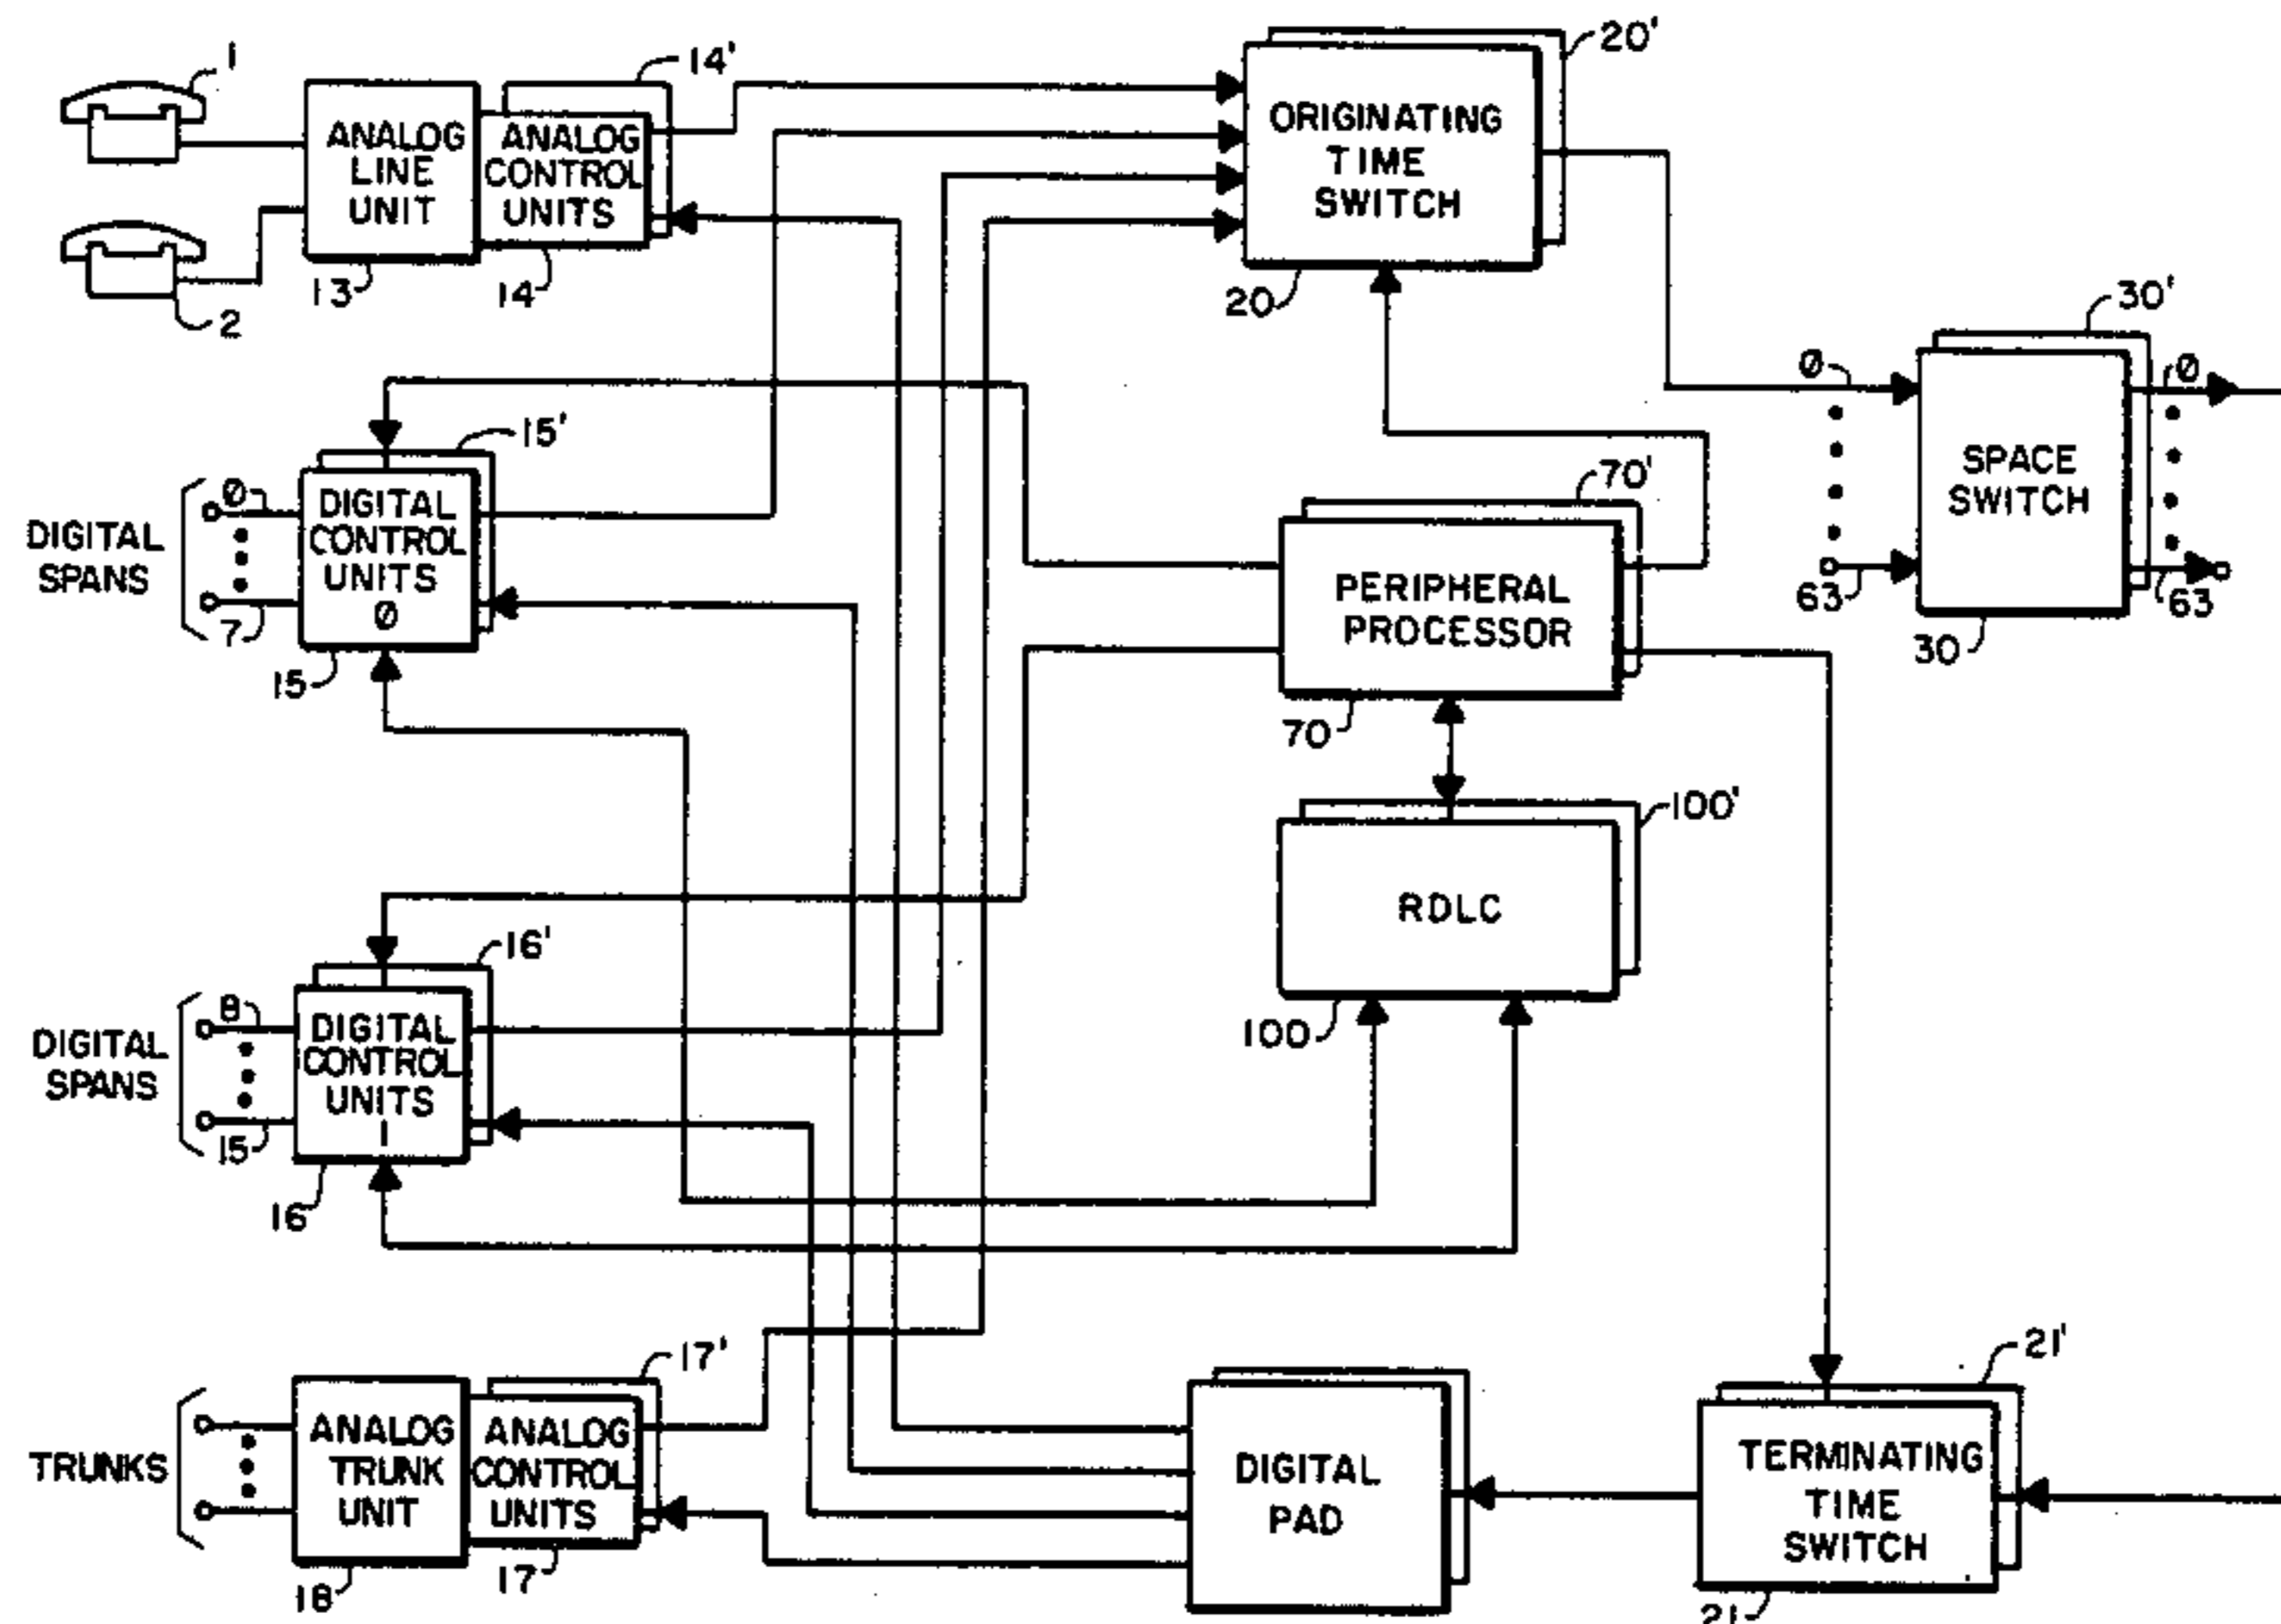 1
2
ANALOG
LINE
UNIT
13
ANALOG
CONTROL
UNITS
14'
14
ORIGINATING
TIME
SWITCH
20'
20
DIGITAL
SPANS
0
7
DIGITAL
CONTROL
UNITS
0
15'
15
PERIPHERAL
PROCESSOR
70'
70
0
63
SPACE
SWITCH
30'
30
0
63
RDLC
100'
100
DIGITAL
SPANS
8
15
DIGITAL
CONTROL
UNITS
1
16'
16
TRUNKS
ANALOG
TRUNK
UNIT
18
ANALOG
CONTROL
UNITS
17'
17
DIGITAL
PAD
TERMINATING
TIME
SWITCH
21'
21